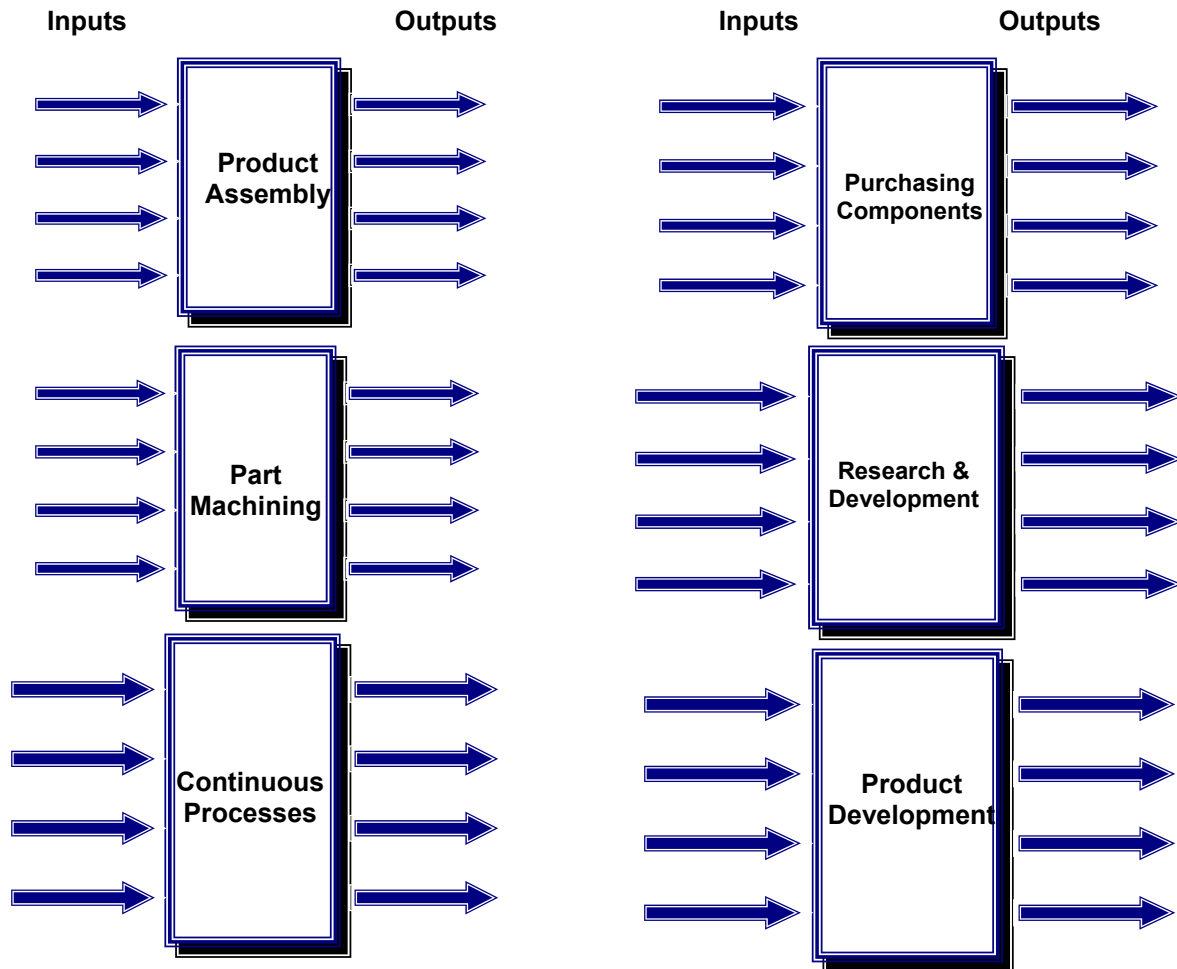 Inputs
Outputs
Inputs
Outputs
Product
Assembly
Purchasing
Components
Part
Machining
Research &
Development
Continuous
Processes
Product
Development